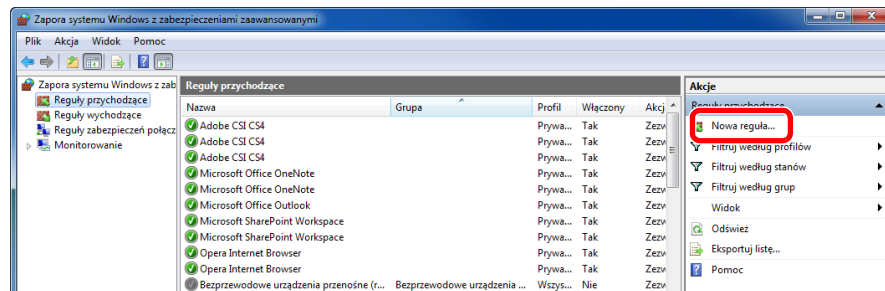 Zapora systemu Windows z zabezpieczeniami zaawansowanymi
Plik Akcja Widok Pomoc
Zapora systemu Windows z zab
Reguły przychodzące
Reguły wychodzące
Reguły zabezpieczeń połącz
Monitorowanie
Reguły przychodzące
Nazwa Grupa Profil Włączony Akcj
Adobe CSI CS4 Prywa... Tak Zezw
Adobe CSI CS4 Prywa... Tak Zezw
Adobe CSI CS4 Prywa... Tak Zezw
Microsoft Office OneNote Prywa... Tak Zezw
Microsoft Office OneNote Prywa... Tak Zezw
Microsoft Office Outlook Prywa... Tak Zezw
Microsoft SharePoint Workspace Prywa... Tak Zezw
Microsoft SharePoint Workspace Prywa... Tak Zezw
Opera Internet Browser Prywa... Tak Zezw
Opera Internet Browser Prywa... Tak Zezw
Bezprzewodowe urządzenia przenośne (r... Bezprzewodowe urządzenia ... Wszys... Nie Zezw
Akcje
Reguły przychodzące
Nowa reguła...
Filtruj według profilów
Filtruj według stanów
Filtruj według grup
Widok
Odśwież
Eksportuj listę...
Pomoc